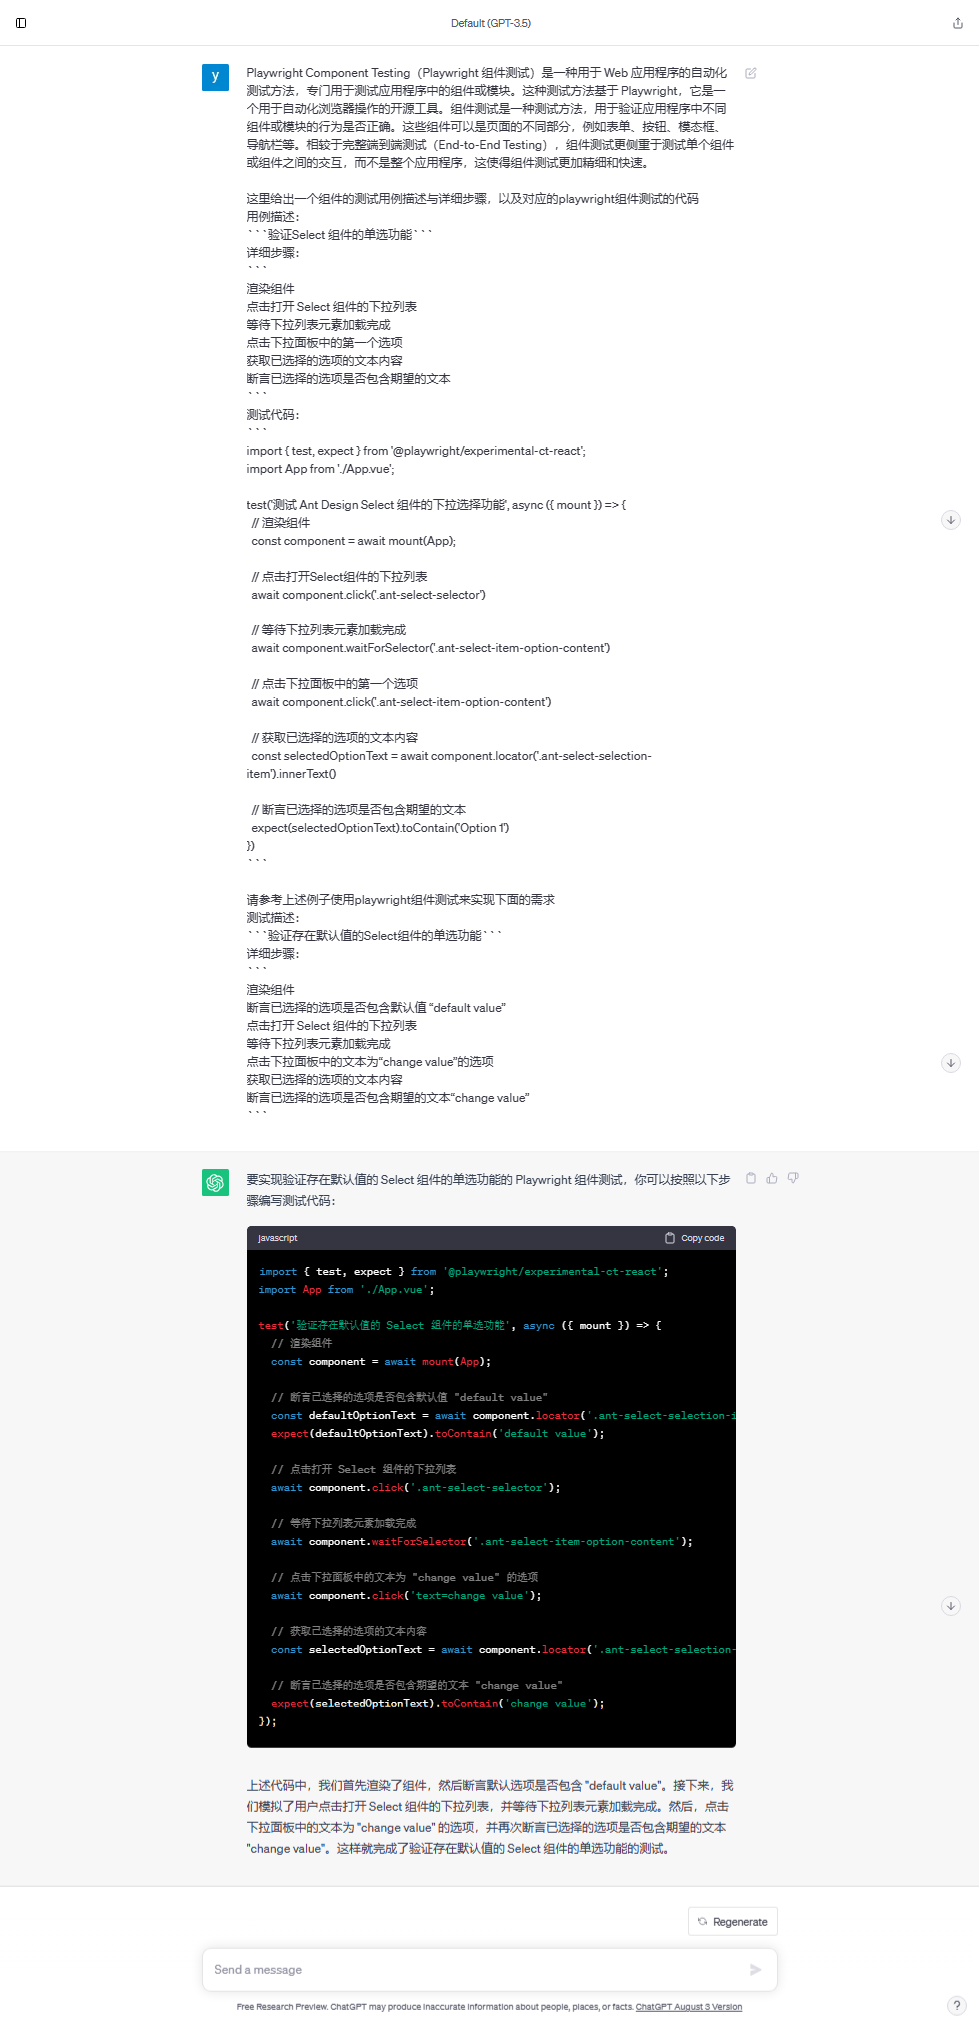 Default (GPT-3.5)
y
Playwright Component Testing（Playwright 组件测试）是一种用于 Web 应用程序的自动化
测试方法，专门用于测试应用程序中的组件或模块。这种测试方法基于 Playwright，它是一
个用于自动化浏览器操作的开源工具。组件测试是一种测试方法，用于验证应用程序中不同
组件或模块的行为是否正确。这些组件可以是页面的不同部分，例如表单、按钮、模态框、
导航栏等。相较于完整端到端测试（End-to-End Testing），组件测试更侧重于测试单个组件
或组件之间的交互，而不是整个应用程序，这使得组件测试更加精细和快速。
这里给出一个组件的测试用例描述与详细步骤，以及对应的playwright组件测试的代码
用例描述：
```验证Select 组件的单选功能```
详细步骤：
```
渲染组件
点击打开 Select 组件的下拉列表
等待下拉列表元素加载完成
点击下拉面板中的第一个选项
获取已选择的选项的文本内容
断言已选择的选项是否包含期望的文本
```
测试代码：
```
import { test, expect } from '@playwright/experimental-ct-react';
import App from './App.vue';
test('测试 Ant Design Select 组件的下拉选择功能', async ({ mount }) => {
// 渲染组件
const component = await mount(App);
// 点击打开Select组件的下拉列表
await component.click('.ant-select-selector')
// 等待下拉列表元素加载完成
await component.waitForSelector('.ant-select-item-option-content')
// 点击下拉面板中的第一个选项
await component.click('.ant-select-item-option-content')
// 获取已选择的选项的文本内容
const selectedOptionText = await component.locator('.ant-select-selection-
item').innerText()
// 断言已选择的选项是否包含期望的文本
expect(selectedOptionText).toContain('Option 1')
})
```
请参考上述例子使用playwright组件测试来实现下面的需求
测试描述：
```验证存在默认值的Select组件的单选功能```
详细步骤：
```
渲染组件
断言已选择的选项是否包含默认值 “default value”
点击打开 Select 组件的下拉列表
等待下拉列表元素加载完成
点击下拉面板中的文本为“change value”的选项
获取已选择的选项的文本内容
断言已选择的选项是否包含期望的文本“change value”
```
要实现验证存在默认值的 Select 组件的单选功能的 Playwright 组件测试，你可以按照以下步
骤编写测试代码：
javascript
Copy code
import { test, expect } from '@playwright/experimental-ct-react';
import App from './App.vue';
test('验证存在默认值的 Select 组件的单选功能', async ({ mount }) => {
// 渲染组件
const component = await mount(App);
// 断言已选择的选项是否包含默认值 "default value"
const defaultOptionText = await component.locator('.ant-select-selection-i
expect(defaultOptionText).toContain('default value');
// 点击打开 Select 组件的下拉列表
await component.click('.ant-select-selector');
// 等待下拉列表元素加载完成
await component.waitForSelector('.ant-select-item-option-content');
// 点击下拉面板中的文本为 "change value" 的选项
await component.click('text=change value');
// 获取已选择的选项的文本内容
const selectedOptionText = await component.locator('.ant-select-selection-
// 断言已选择的选项是否包含期望的文本 "change value"
expect(selectedOptionText).toContain('change value');
});
上述代码中，我们首先渲染了组件，然后断言默认选项是否包含 "default value"。接下来，我
们模拟了用户点击打开 Select 组件的下拉列表，并等待下拉列表元素加载完成。然后，点击
下拉面板中的文本为 "change value" 的选项，并再次断言已选择的选项是否包含期望的文本
"change value"。这样就完成了验证存在默认值的 Select 组件的单选功能的测试。
Regenerate
Send a message
Free Research Preview. ChatGPT may produce inaccurate information about people, places, or facts. ChatGPT August 3 Version
?